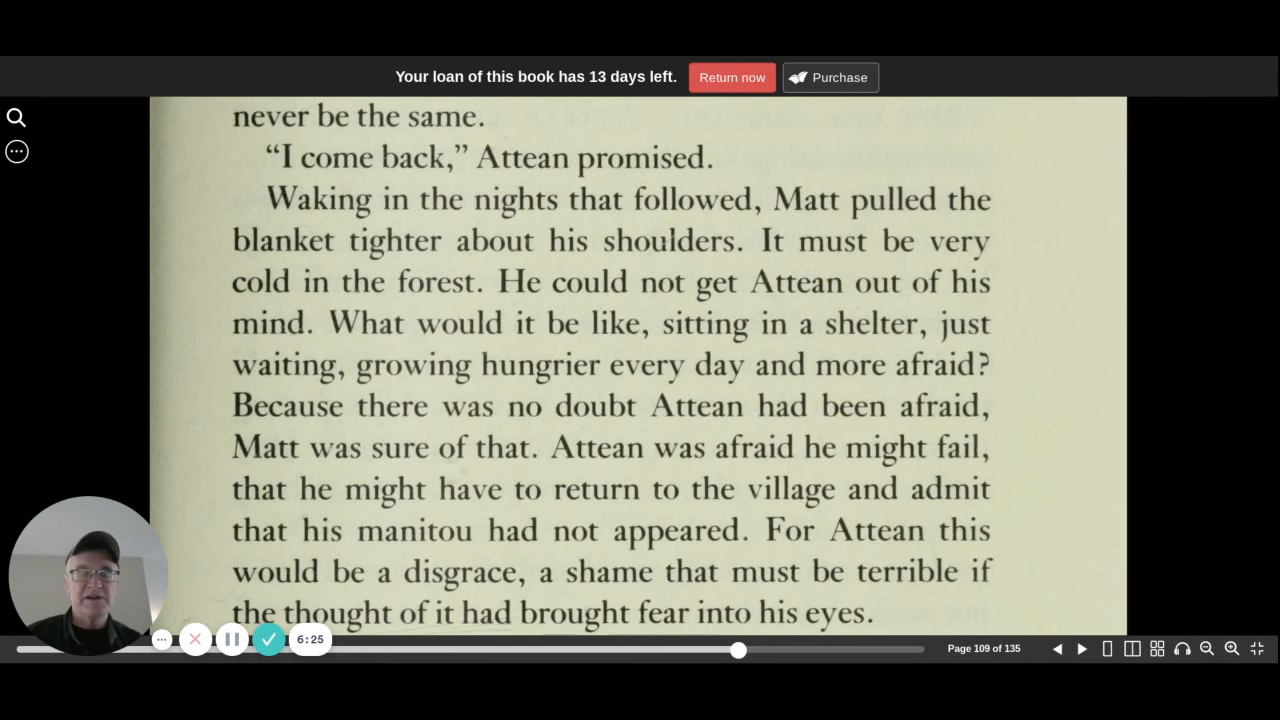 Your loan of this book has 13 days left. Return now Purchase
never be the same.
“I come back,” Attean promised.
Waking in the nights that followed, Matt pulled the
blanket tighter about his shoulders. It must be very
cold in the forest. He could not get Attean out of his
mind. What would it be like, sitting in a shelter, just
waiting, growing hungrier every day and more afraid?
Because there was no doubt Attean had been afraid,
Matt was sure of that. Attean was afraid he might fail,
that he might have to return to the village and admit
that his manitou had not appeared. For Attean this
would be a disgrace, a shame that must be terrible if
the thought of it had brought fear into his eyes.
6:25
Page 109 of 135